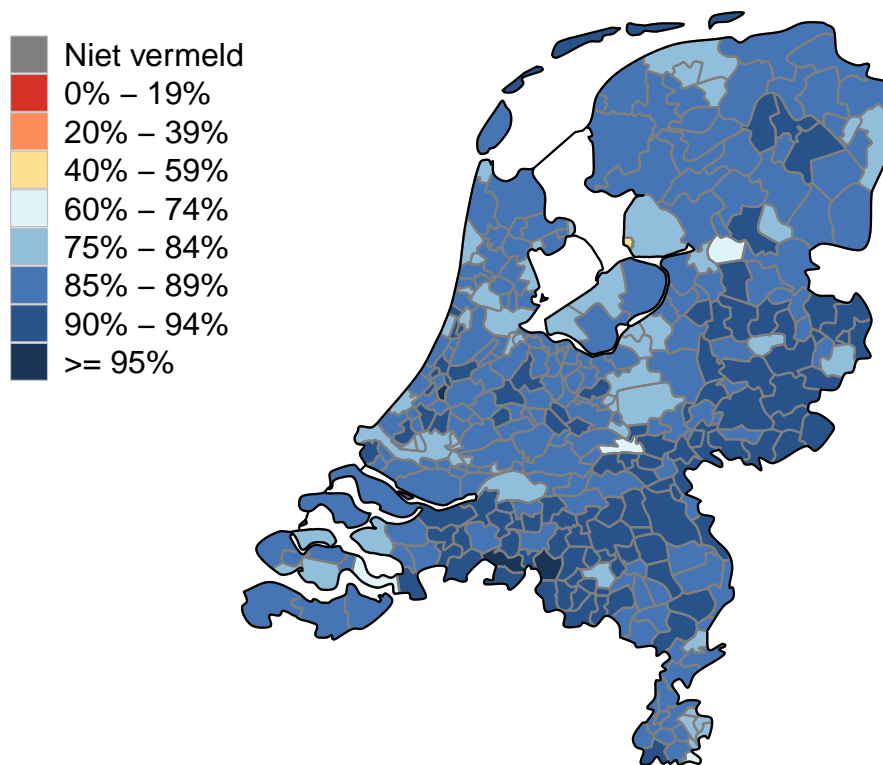 Niet vermeld
0% – 19%
20% – 39%
40% – 59%
60% – 74%
75% – 84%
85% – 89%
90% – 94%
>= 95%